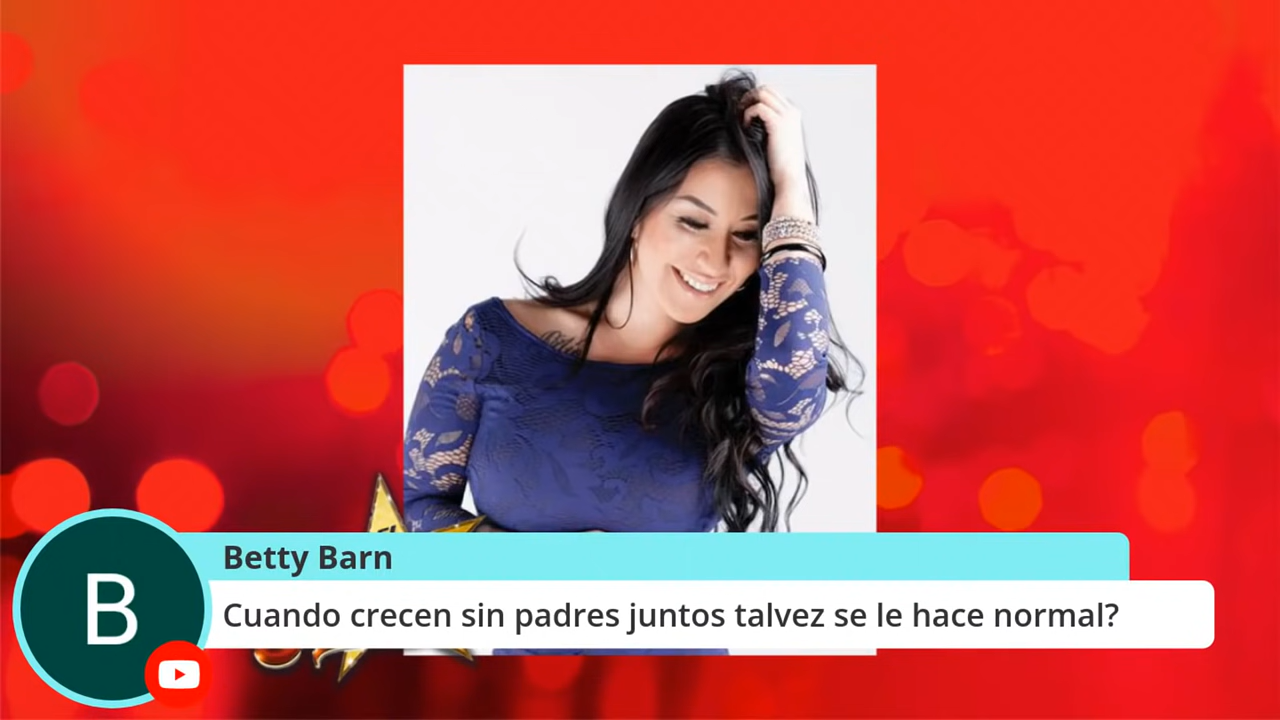 Betty Barn
Cuando crecen sin padres juntos talvez se le hace normal?
B